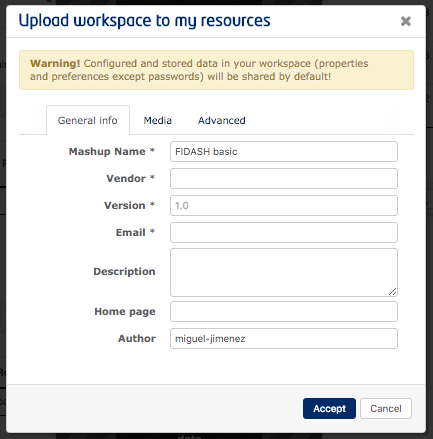 Upload workspace to my resources
Warning! Configured and stored data in your workspace (properties
and preferences except passwords) will be shared by default!
General info Media Advanced
Mashup Name * FIDASH basic
Vendor *
Version * 1.0
Email *
Description
Home page
Author miguel-jimenez
Accept Cancel